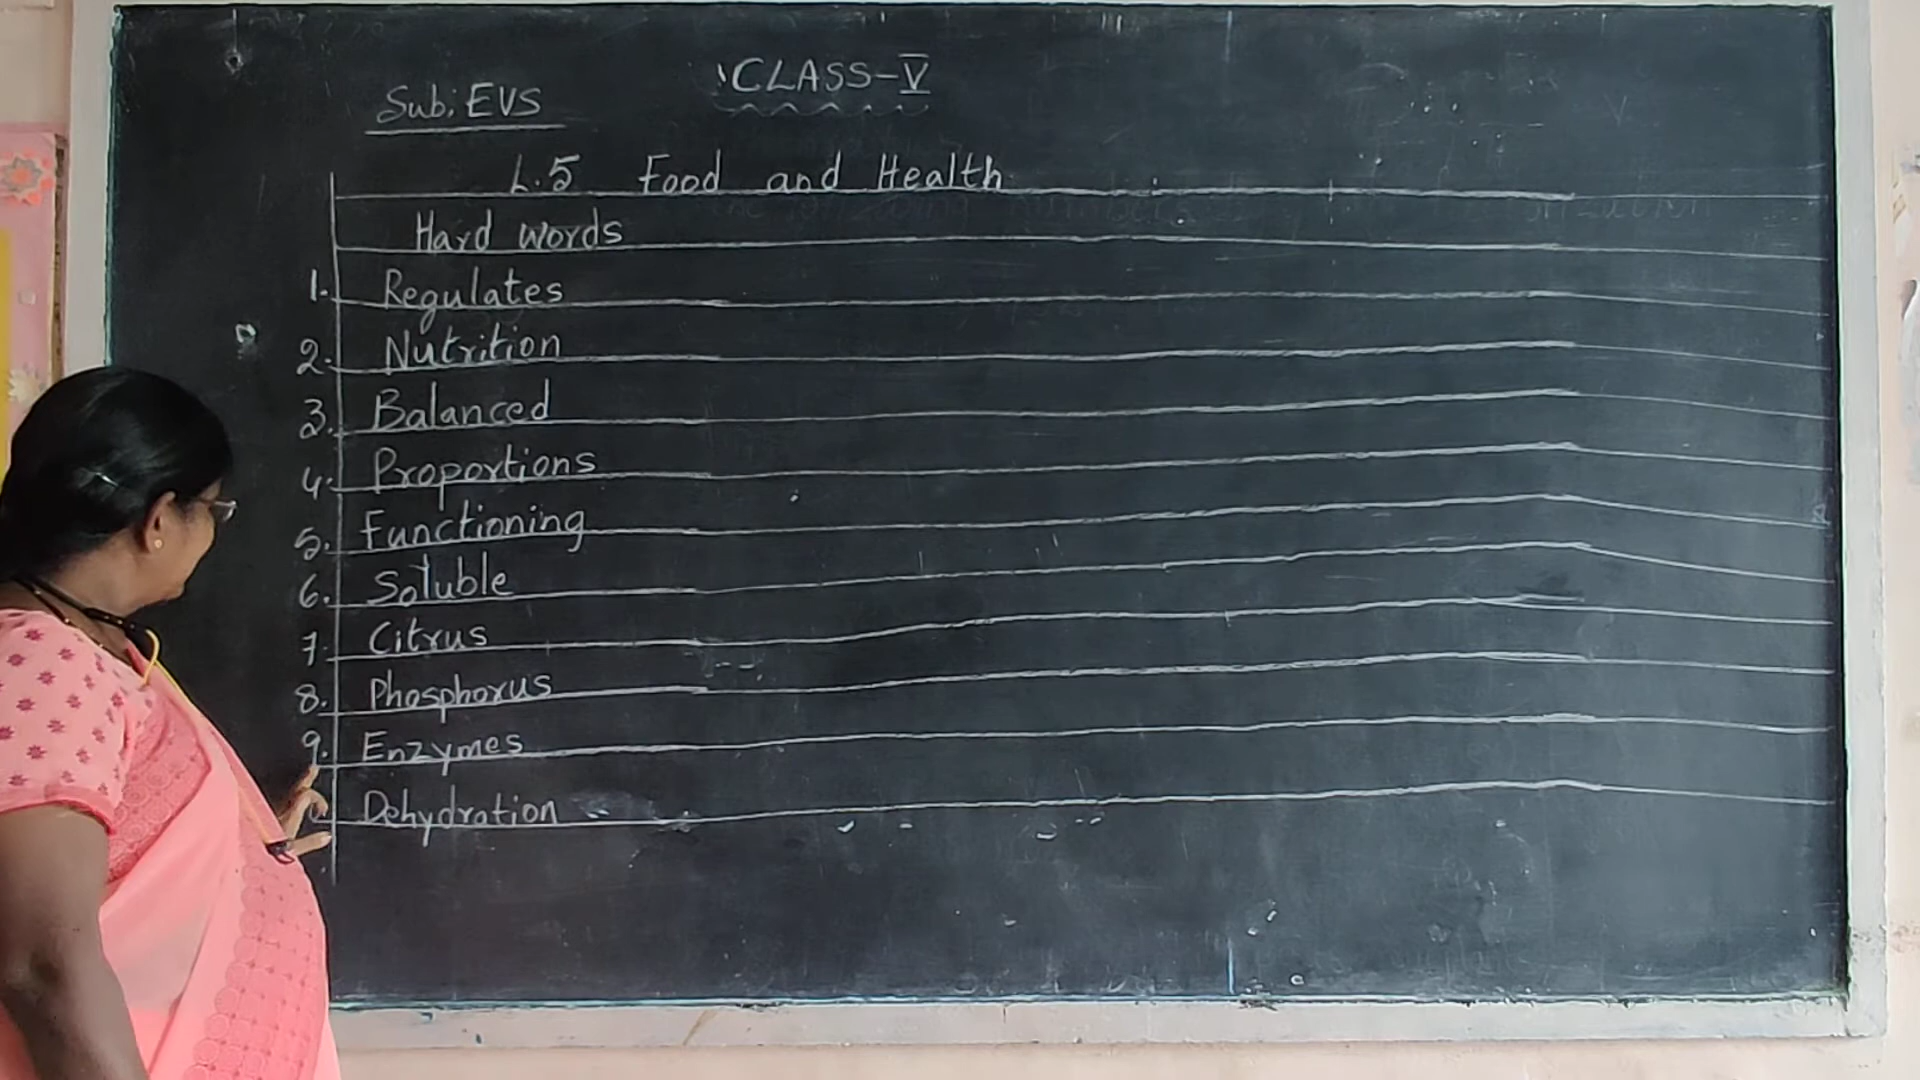 CLASS-V
Sub: EVS
L.5 Food and Health
Hard words
1. Regulates
2. Nutrition
3. Balanced
4. Proportions
5. Functioning
6. Soluble
7. Citrus
8. Phosphorus
9. Enzymes
Dehydration